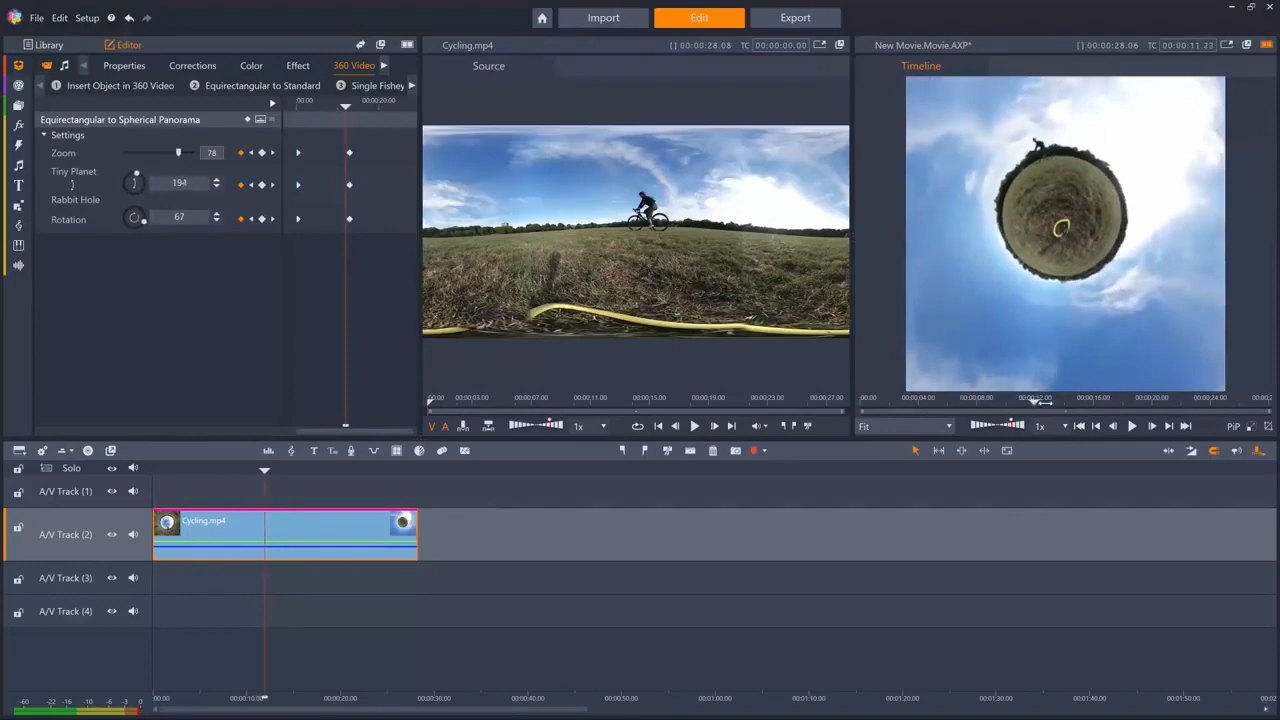 File Edit Setup
Import Edit Export
Library Editor
Properties Corrections Color Effect 360 Video
1 Insert Object in 360 Video 2 Equirectangular to Standard 3 Single Fishey
:00.00 00:00:20.00
Equirectangular to Spherical Panorama
Settings
Zoom 78
Tiny Planet
194
Rabbit Hole
Rotation 67
Cycling.mp4 [ ] 00:00:28.08 TC 00:00:00.00
Source
:00.00 00:00:03.00 00:00:07.00 00:00:11.00 00:00:15.00 00:00:19.00 00:00:23.00 00:00:27.00
V A 1x
New Movie.Movie.AXP* [ ] 00:00:28.06 TC 00:00:11.22
Timeline
:00.00 00:00:04.00 00:00:08.00 00:00:12.00 00:00:16.00 00:00:20.00 00:00:24.00 00:00:2
Fit 1x PiP
Solo
A/V Track (1)
A/V Track (2) Cycling.mp4
A/V Track (3)
A/V Track (4)
-60 -22 -16 -10 -6 -3 0
:00.00 00:00:10.00 00:00:20.00 00:00:30.00 00:00:40.00 00:00:50.00 00:01:00.00 00:01:10.00 00:01:20.00 00:01:30.00 00:01:40.00 00:01:50.00